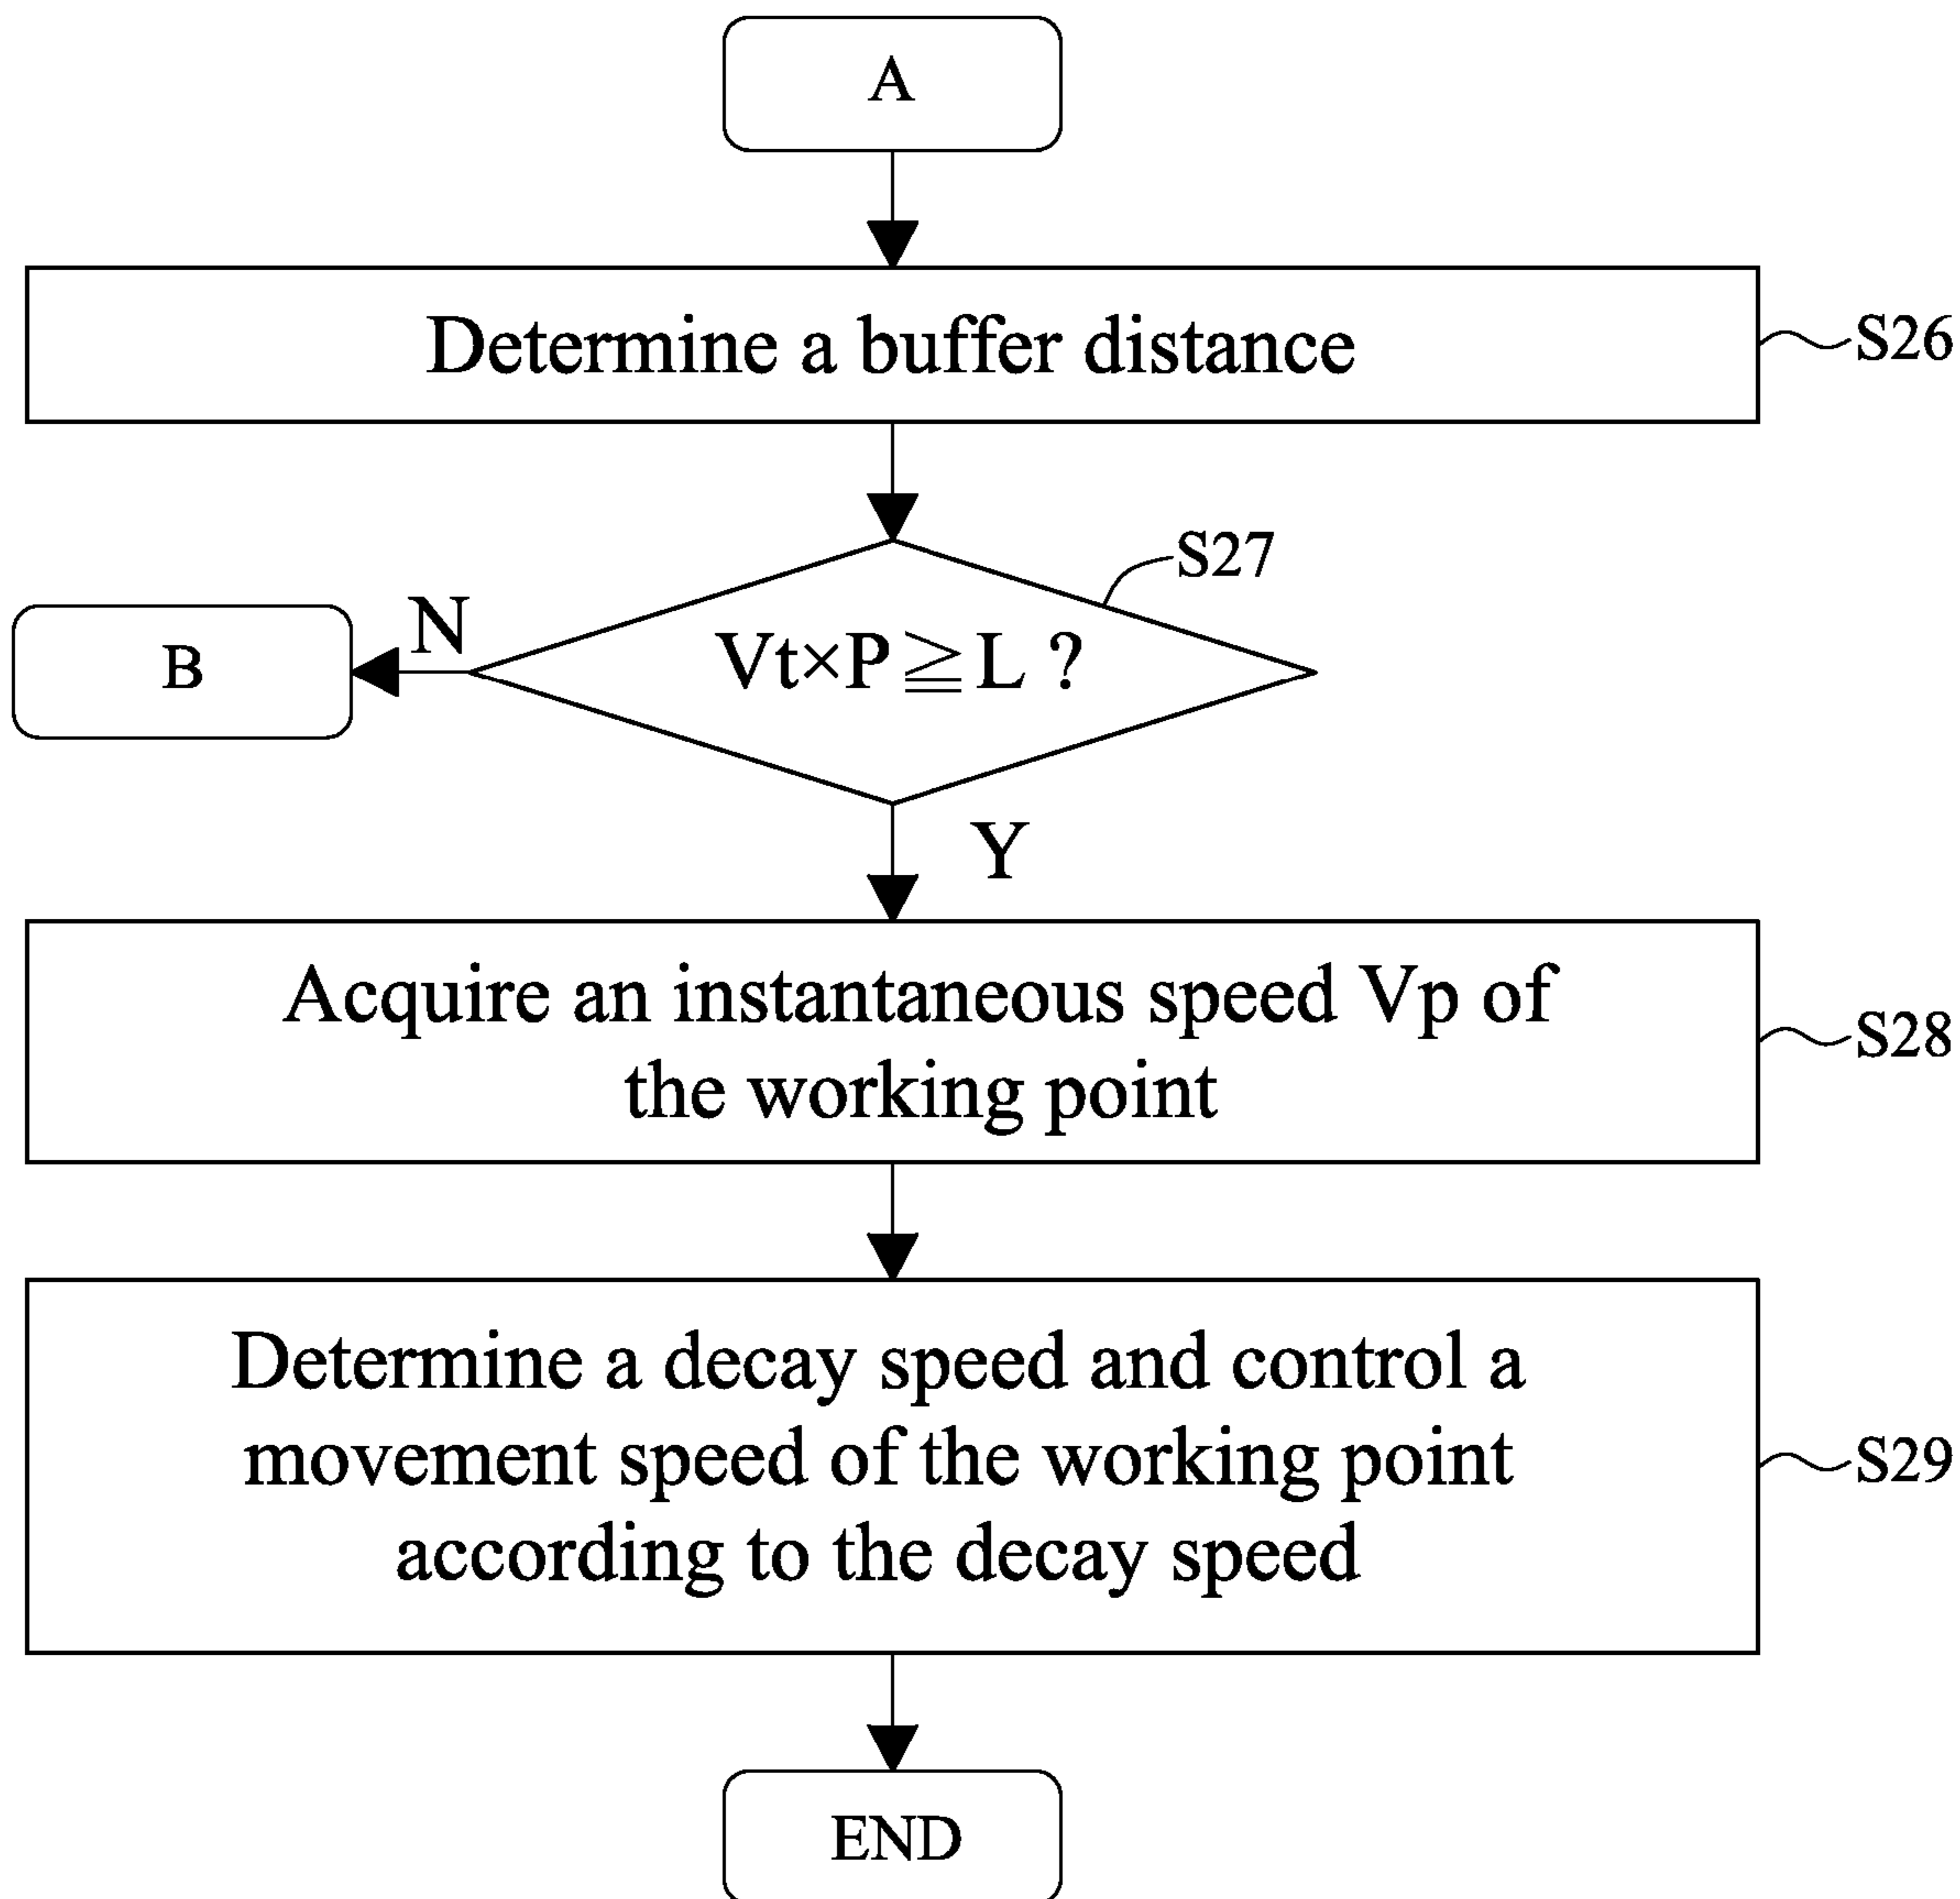 A
Determine a buffer distance
S26
S27
N
B
Vt×P≧L ?
Y
Acquire an instantaneous speed Vp of
the working point
S28
Determine a decay speed and control a
movement speed of the working point
according to the decay speed
S29
END